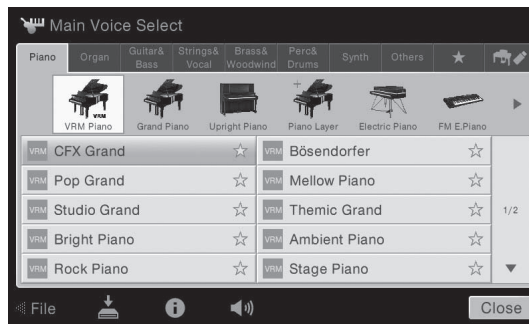 Main Voice Select
Piano
Organ
Guitar&
Bass
Strings&
Vocal
Brass&
Woodwind
Perc&
Drums
Synth
Others
VRM
VRM Piano
Grand Piano
Upright Piano
Piano Layer
Electric Piano
FM E.Piano
VRM CFX Grand
VRM Bösendorfer
VRM Pop Grand
VRM Mellow Piano
VRM Studio Grand
VRM Themic Grand
1/2
VRM Bright Piano
VRM Ambient Piano
VRM Rock Piano
VRM Stage Piano
File
Close